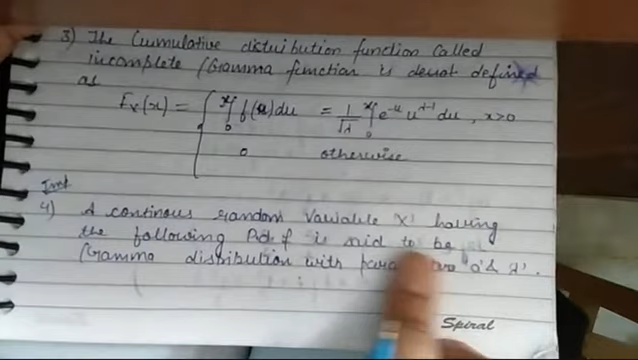 3) The Cumulative distribution function called
incomplete Gamma function is denot defined
as
Fx(x) = { ∫₀ˣ f(u)du = 1/Γλ ∫₀ˣ e^-u u^λ-1 du, x>0
0 otherwise
Imp
4) A continous random variable 'X' having
the following P.d.f is said to be
Gamma distribution with 'a' & 'λ'.
Spiral